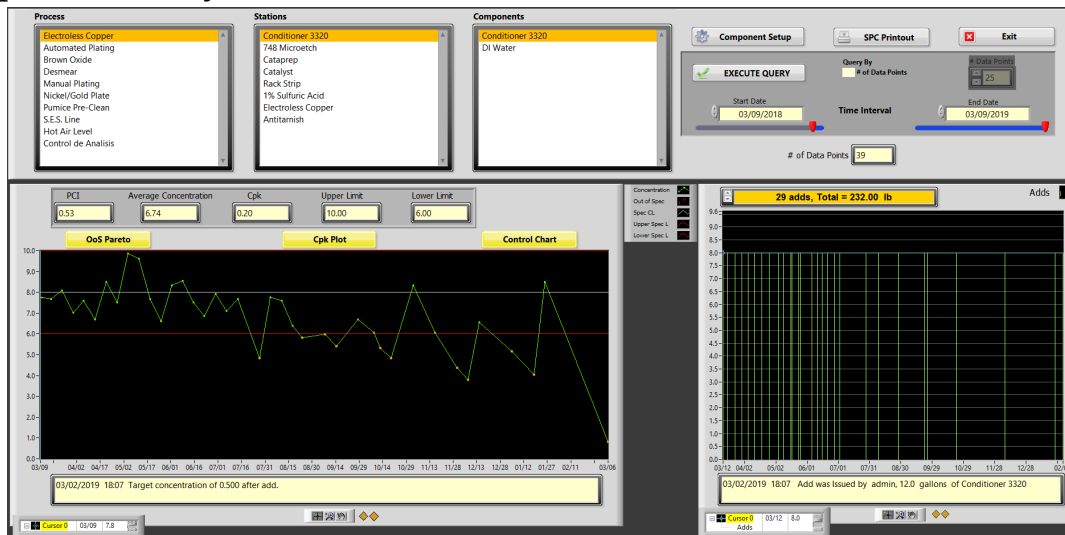 Process
Stations
Components
Electroless Copper
Automated Plating
Brown Oxide
Desmear
Manual Plating
Nickel/Gold Plate
Pumice Pre-Clean
S.E.S. Line
Hot Air Level
Control de Analisis
Conditioner 3320
748 Microetch
Cataprep
Catalyst
Rack Strip
1% Sulfuric Acid
Electroless Copper
Antitarnish
Conditioner 3320
DI Water
Component Setup
SPC Printout
Exit
EXECUTE QUERY
Query By
# of Data Points
# Data Points
25
Start Date
03/09/2018
Time Interval
End Date
03/09/2019
# of Data Points 39
PCI
Average Concentration
Cpk
Upper Limit
Lower Limit
0.53
6.74
0.20
10.00
6.00
OoS Pareto
Cpk Plot
Control Chart
10.0
9.0
8.0
7.0
6.0
5.0
4.0
3.0
2.0
1.0
0.0
03/09 04/02 04/17 05/02 05/17 06/01 06/16 07/01 07/16 07/31 08/15 08/30 09/14 09/29 10/14 10/29 11/13 11/28 12/13 12/28 01/12 01/27 02/11 03/06
03/02/2019 18:07 Target concentration of 0.500 after add.
Cursor 0 03/09 7.8
Concentration
Out of Spec
Spec CL
Upper Spec L
Lower Spec L
29 adds, Total = 232.00 lb
Adds
9.6
9.0
8.5
8.0
7.5
7.0
6.5
6.0
5.5
5.0
4.5
4.0
3.5
3.0
2.5
2.0
1.5
1.0
0.5
0.0
03/12 04/02 05/02 06/01 07/01 07/31 08/30 09/29 10/29 11/28 12/28
03/02/2019 18:07 Add was Issued by admin, 12.0 gallons of Conditioner 3320
Cursor 0 03/12 8.0
Adds